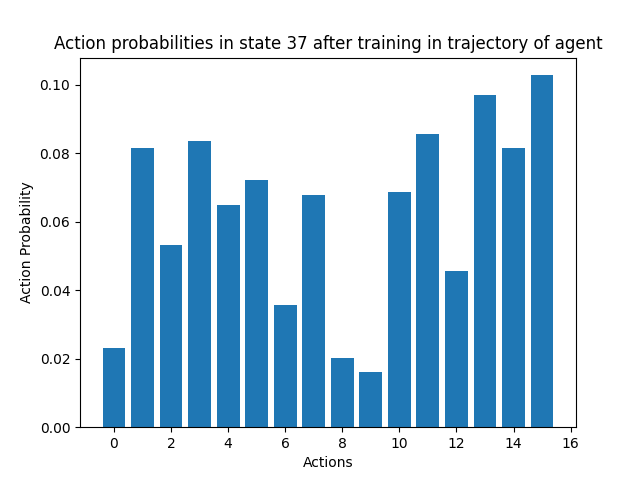 Action probabilities in state 37 after training in trajectory of agent
0.10
0.08
0.06
0.04
0.02
0.00
Action Probability
0 2 4 6 8 10 12 14 16
Actions